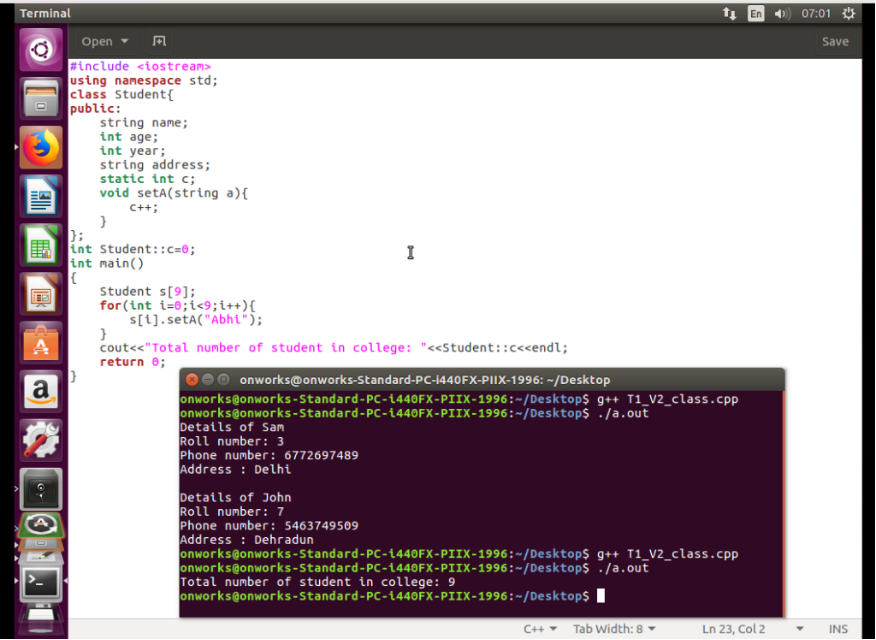 Terminal
En
07:01
Open
Save
#include <iostream>
using namespace std;
class Student{
public:
    string name;
    int age;
    int year;
    string address;
    static int c;
    void setA(string a){
        c++;
    }
};
int Student::c=0;
int main()
{
    Student s[9];
    for(int i=0;i<9;i++){
        s[i].setA("Abhi");
    }
    cout<<"Total number of student in college: "<<Student::c<<endl;
    return 0;
}
onworks@onworks-Standard-PC-i440FX-PIIX-1996: ~/Desktop
onworks@onworks-Standard-PC-i440FX-PIIX-1996:~/Desktop$ g++ T1_V2_class.cpp
onworks@onworks-Standard-PC-i440FX-PIIX-1996:~/Desktop$ ./a.out
Details of Sam
Roll number: 3
Phone number: 6772697489
Address : Delhi
Details of John
Roll number: 7
Phone number: 5463749509
Address : Dehradun
onworks@onworks-Standard-PC-i440FX-PIIX-1996:~/Desktop$ g++ T1_V2_class.cpp
onworks@onworks-Standard-PC-i440FX-PIIX-1996:~/Desktop$ ./a.out
Total number of student in college: 9
onworks@onworks-Standard-PC-i440FX-PIIX-1996:~/Desktop$
C++ Tab Width: 8 Ln 23, Col 2 INS